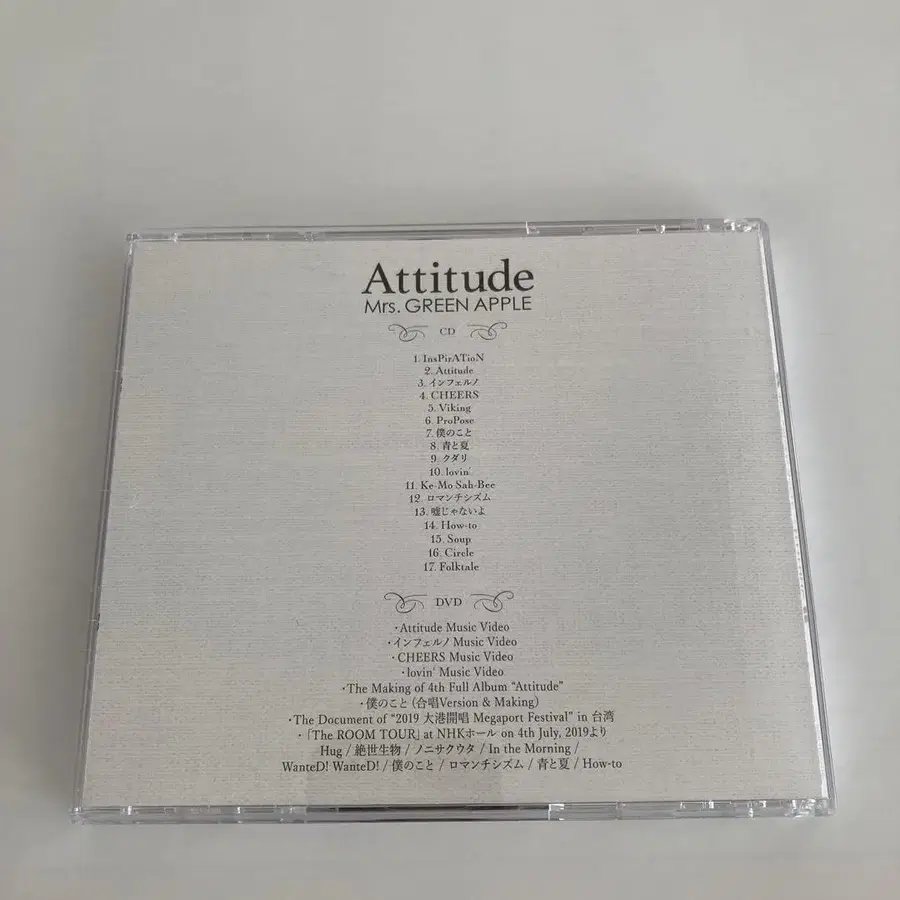 Attitude
Mrs. GREEN APPLE
CD
1. InsPirATioN
2. Attitude
3. インフェルノ
4. CHEERS
5. Viking
6. ProPose
7. 僕のこと
8. 青と夏
9. クダリ
10. lovin'
11. Ke-Mo Sah-Bee
12. ロマンチシズム
13. 嘘じゃないよ
14. How-to
15. Soup
16. Circle
17. Folktale
DVD
・Attitude Music Video
・インフェルノ Music Video
・CHEERS Music Video
・lovin' Music Video
・The Making of 4th Full Album "Attitude"
・僕のこと (合唱Version & Making)
・The Document of "2019 大港開唱 Megaport Festival" in 台湾
・「The ROOM TOUR」 at NHKホール on 4th July, 2019より
Hug / 絶世生物 / ノニサクウタ / In the Morning /
WanteD! WanteD! / 僕のこと / ロマンチシズム / 青と夏 / How-to